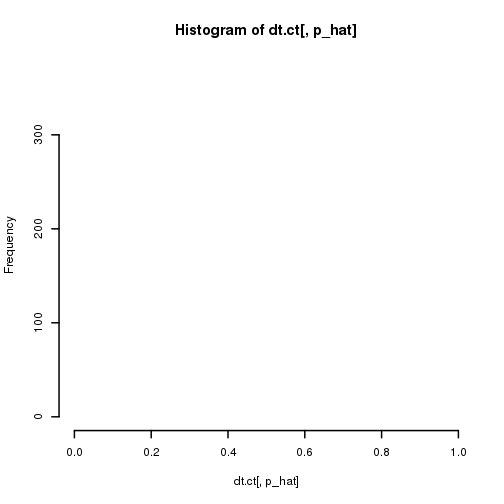 Histogram of dt.ct[, p_hat]
Frequency
300
200
100
0
0.0 0.2 0.4 0.6 0.8 1.0
dt.ct[, p_hat]